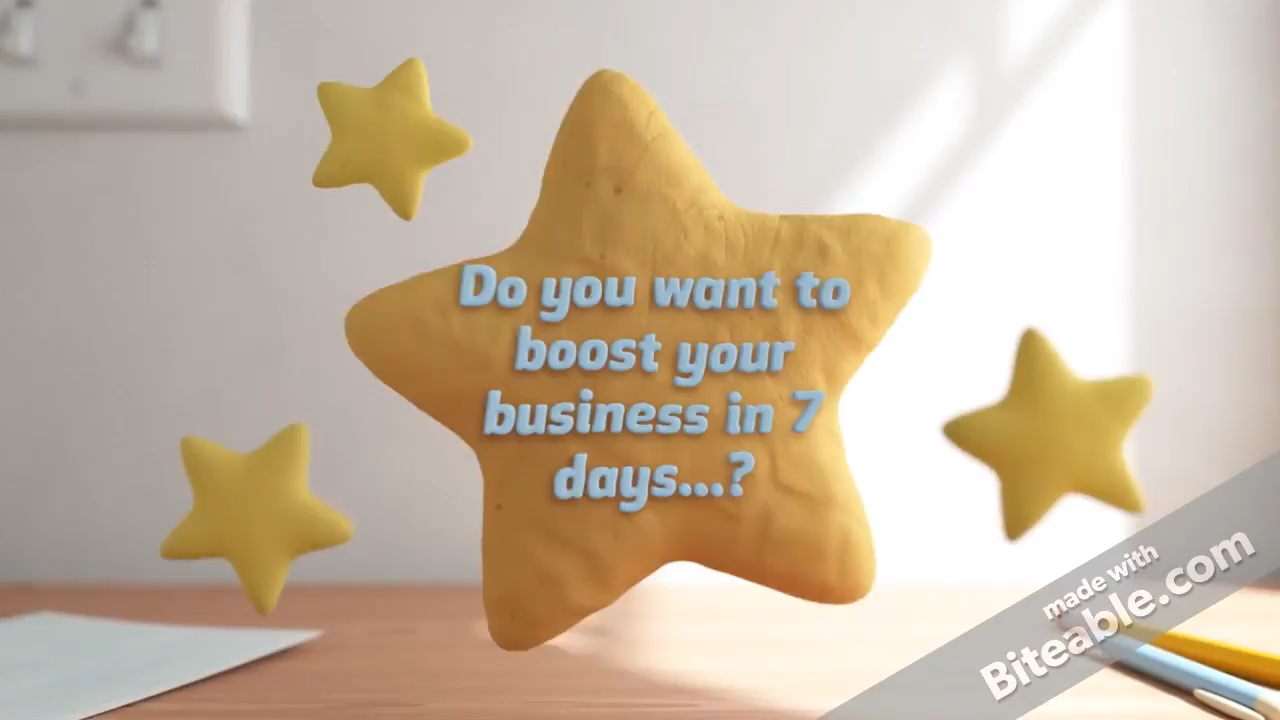 Do you want to
boost your
business in 7
days...?
made with
Biteable.com